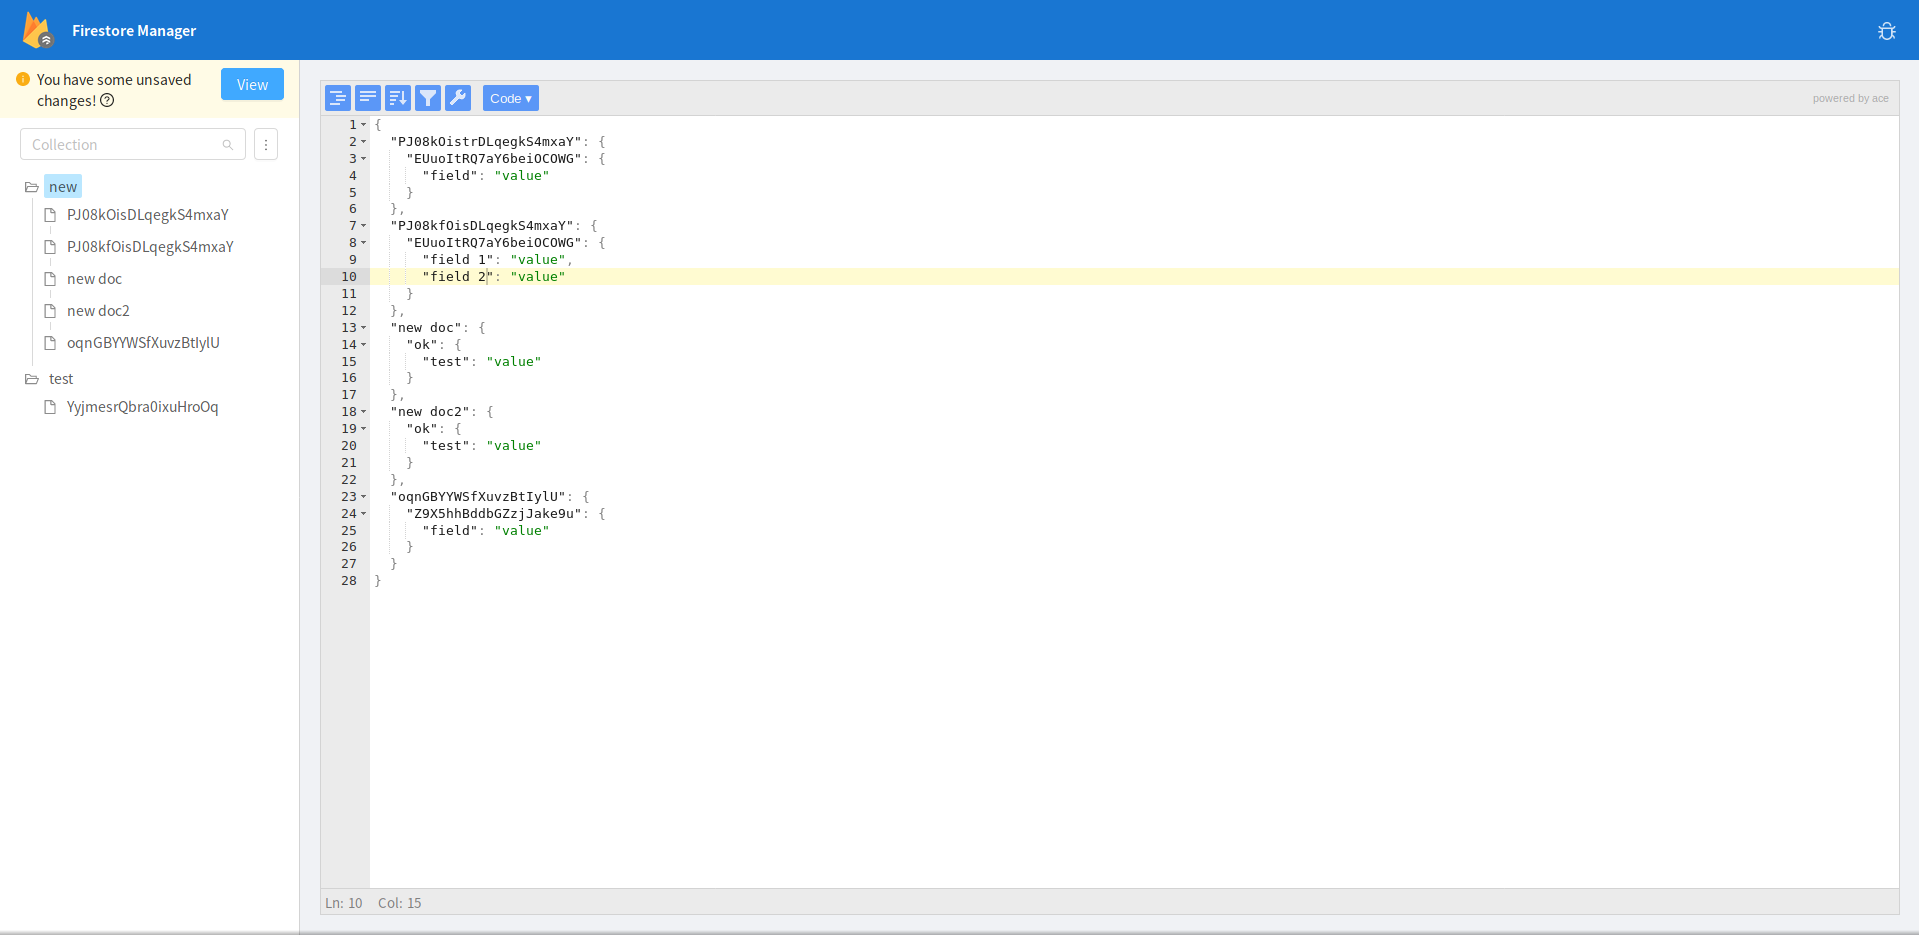 Firestore Manager
You have some unsaved
changes!
View
Collection
new
PJ08kOisDLqegkS4mxaY
PJ08kfOisDLqegkS4mxaY
new doc
new doc2
oqnGBYYWSfXuvzBtIylU
test
YyjmesrQbra0ixuHroOq
Code ▾
powered by ace
1 {
2 "PJ08kOistrDLqegkS4mxaY": {
3 "EUuoItRQ7aY6beiOCOWG": {
4 "field": "value"
5 }
6 },
7 "PJ08kfOisDLqegkS4mxaY": {
8 "EUuoItRQ7aY6beiOCOWG": {
9 "field 1": "value",
10 "field 2": "value"
11 }
12 },
13 "new doc": {
14 "ok": {
15 "test": "value"
16 }
17 },
18 "new doc2": {
19 "ok": {
20 "test": "value"
21 }
22 },
23 "oqnGBYYWSfXuvzBtIylU": {
24 "Z9X5hhBddbGZzjJake9u": {
25 "field": "value"
26 }
27 }
28 }
Ln: 10 Col: 15